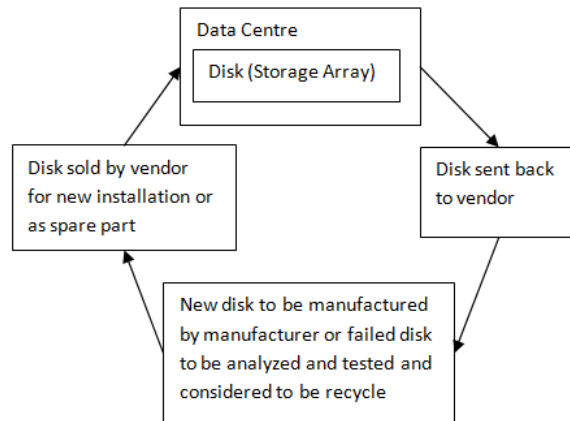 Data Centre
Disk (Storage Array)
Disk sold by vendor
for new installation or
as spare part
Disk sent back
to vendor
New disk to be manufactured
by manufacturer or failed disk
to be analyzed and tested and
considered to be recycle